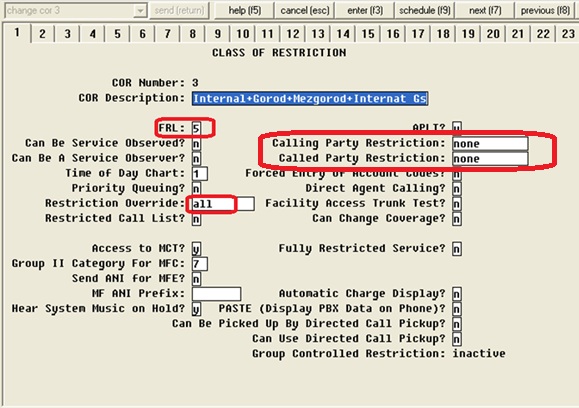 change cor 3 send (return) help (f5) cancel (esc) enter (f3) schedule (f9) next (f7) previous (f8)
1 2 3 4 5 6 7 8 9 10 11 12 13 14 15 16 17 18 19 20 21 22 23
CLASS OF RESTRICTION
COR Number: 3
COR Description: Internal+Gorod+Mezgorod+Internat Gs
FRL: 5 APLT? y
Can Be Service Observed? n Calling Party Restriction: none
Can Be A Service Observer? n Called Party Restriction: none
Time of Day Chart: 1 Forced Entry of Account Codes? n
Priority Queuing? n Direct Agent Calling? n
Restriction Override: all Facility Access Trunk Test? n
Restricted Call List? n Can Change Coverage? n
Access to MCT? y Fully Restricted Service? n
Group II Category For MFC: 7
Send ANI for MFE? n
MF ANI Prefix: Automatic Charge Display? n
Hear System Music on Hold? y PASTE (Display PBX Data on Phone)? n
Can Be Picked Up By Directed Call Pickup? n
Can Use Directed Call Pickup? n
Group Controlled Restriction: inactive